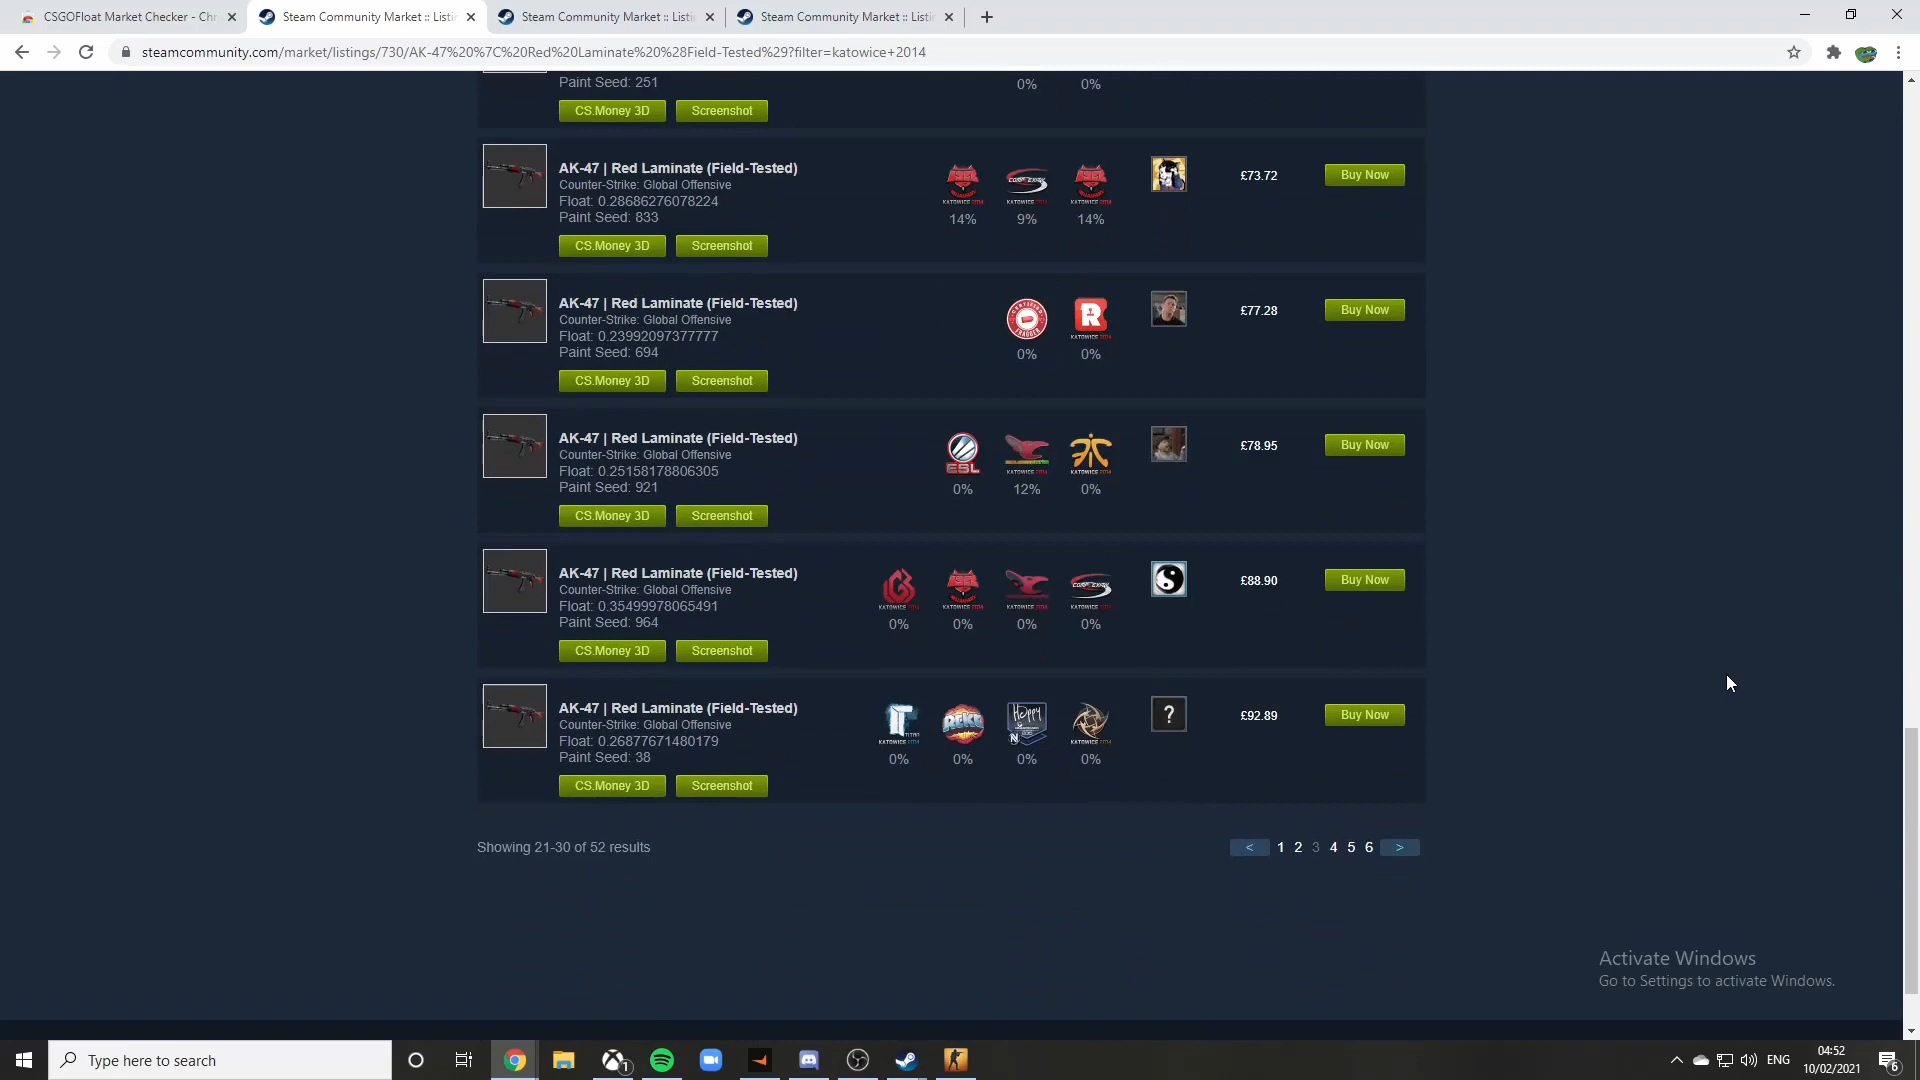 CSGOFloat Market Checker - Ch
Steam Community Market :: Listi
Steam Community Market :: Listi
Steam Community Market :: Listi
steamcommunity.com/market/listings/730/AK-47%20%7C%20Red%20Laminate%20%28Field-Tested%29?filter=katowice+2014
Paint Seed: 251
0% 0%
CS.Money 3D Screenshot
AK-47 | Red Laminate (Field-Tested)
Counter-Strike: Global Offensive
Float: 0.28686276078224
Paint Seed: 833
14% 9% 14%
£73.72
Buy Now
CS.Money 3D Screenshot
AK-47 | Red Laminate (Field-Tested)
Counter-Strike: Global Offensive
Float: 0.23992097377777
Paint Seed: 694
0% 0%
£77.28
Buy Now
CS.Money 3D Screenshot
AK-47 | Red Laminate (Field-Tested)
Counter-Strike: Global Offensive
Float: 0.25158178806305
Paint Seed: 921
ESL
0% 12% 0%
£78.95
Buy Now
CS.Money 3D Screenshot
AK-47 | Red Laminate (Field-Tested)
Counter-Strike: Global Offensive
Float: 0.35499978065491
Paint Seed: 964
0% 0% 0% 0%
£88.90
Buy Now
CS.Money 3D Screenshot
AK-47 | Red Laminate (Field-Tested)
Counter-Strike: Global Offensive
Float: 0.26877671480179
Paint Seed: 38
0% 0% 0% 0%
?
£92.89
Buy Now
CS.Money 3D Screenshot
Showing 21-30 of 52 results
< 1 2 3 4 5 6 >
Activate Windows
Go to Settings to activate Windows.
Type here to search
ENG
04:52
10/02/2021